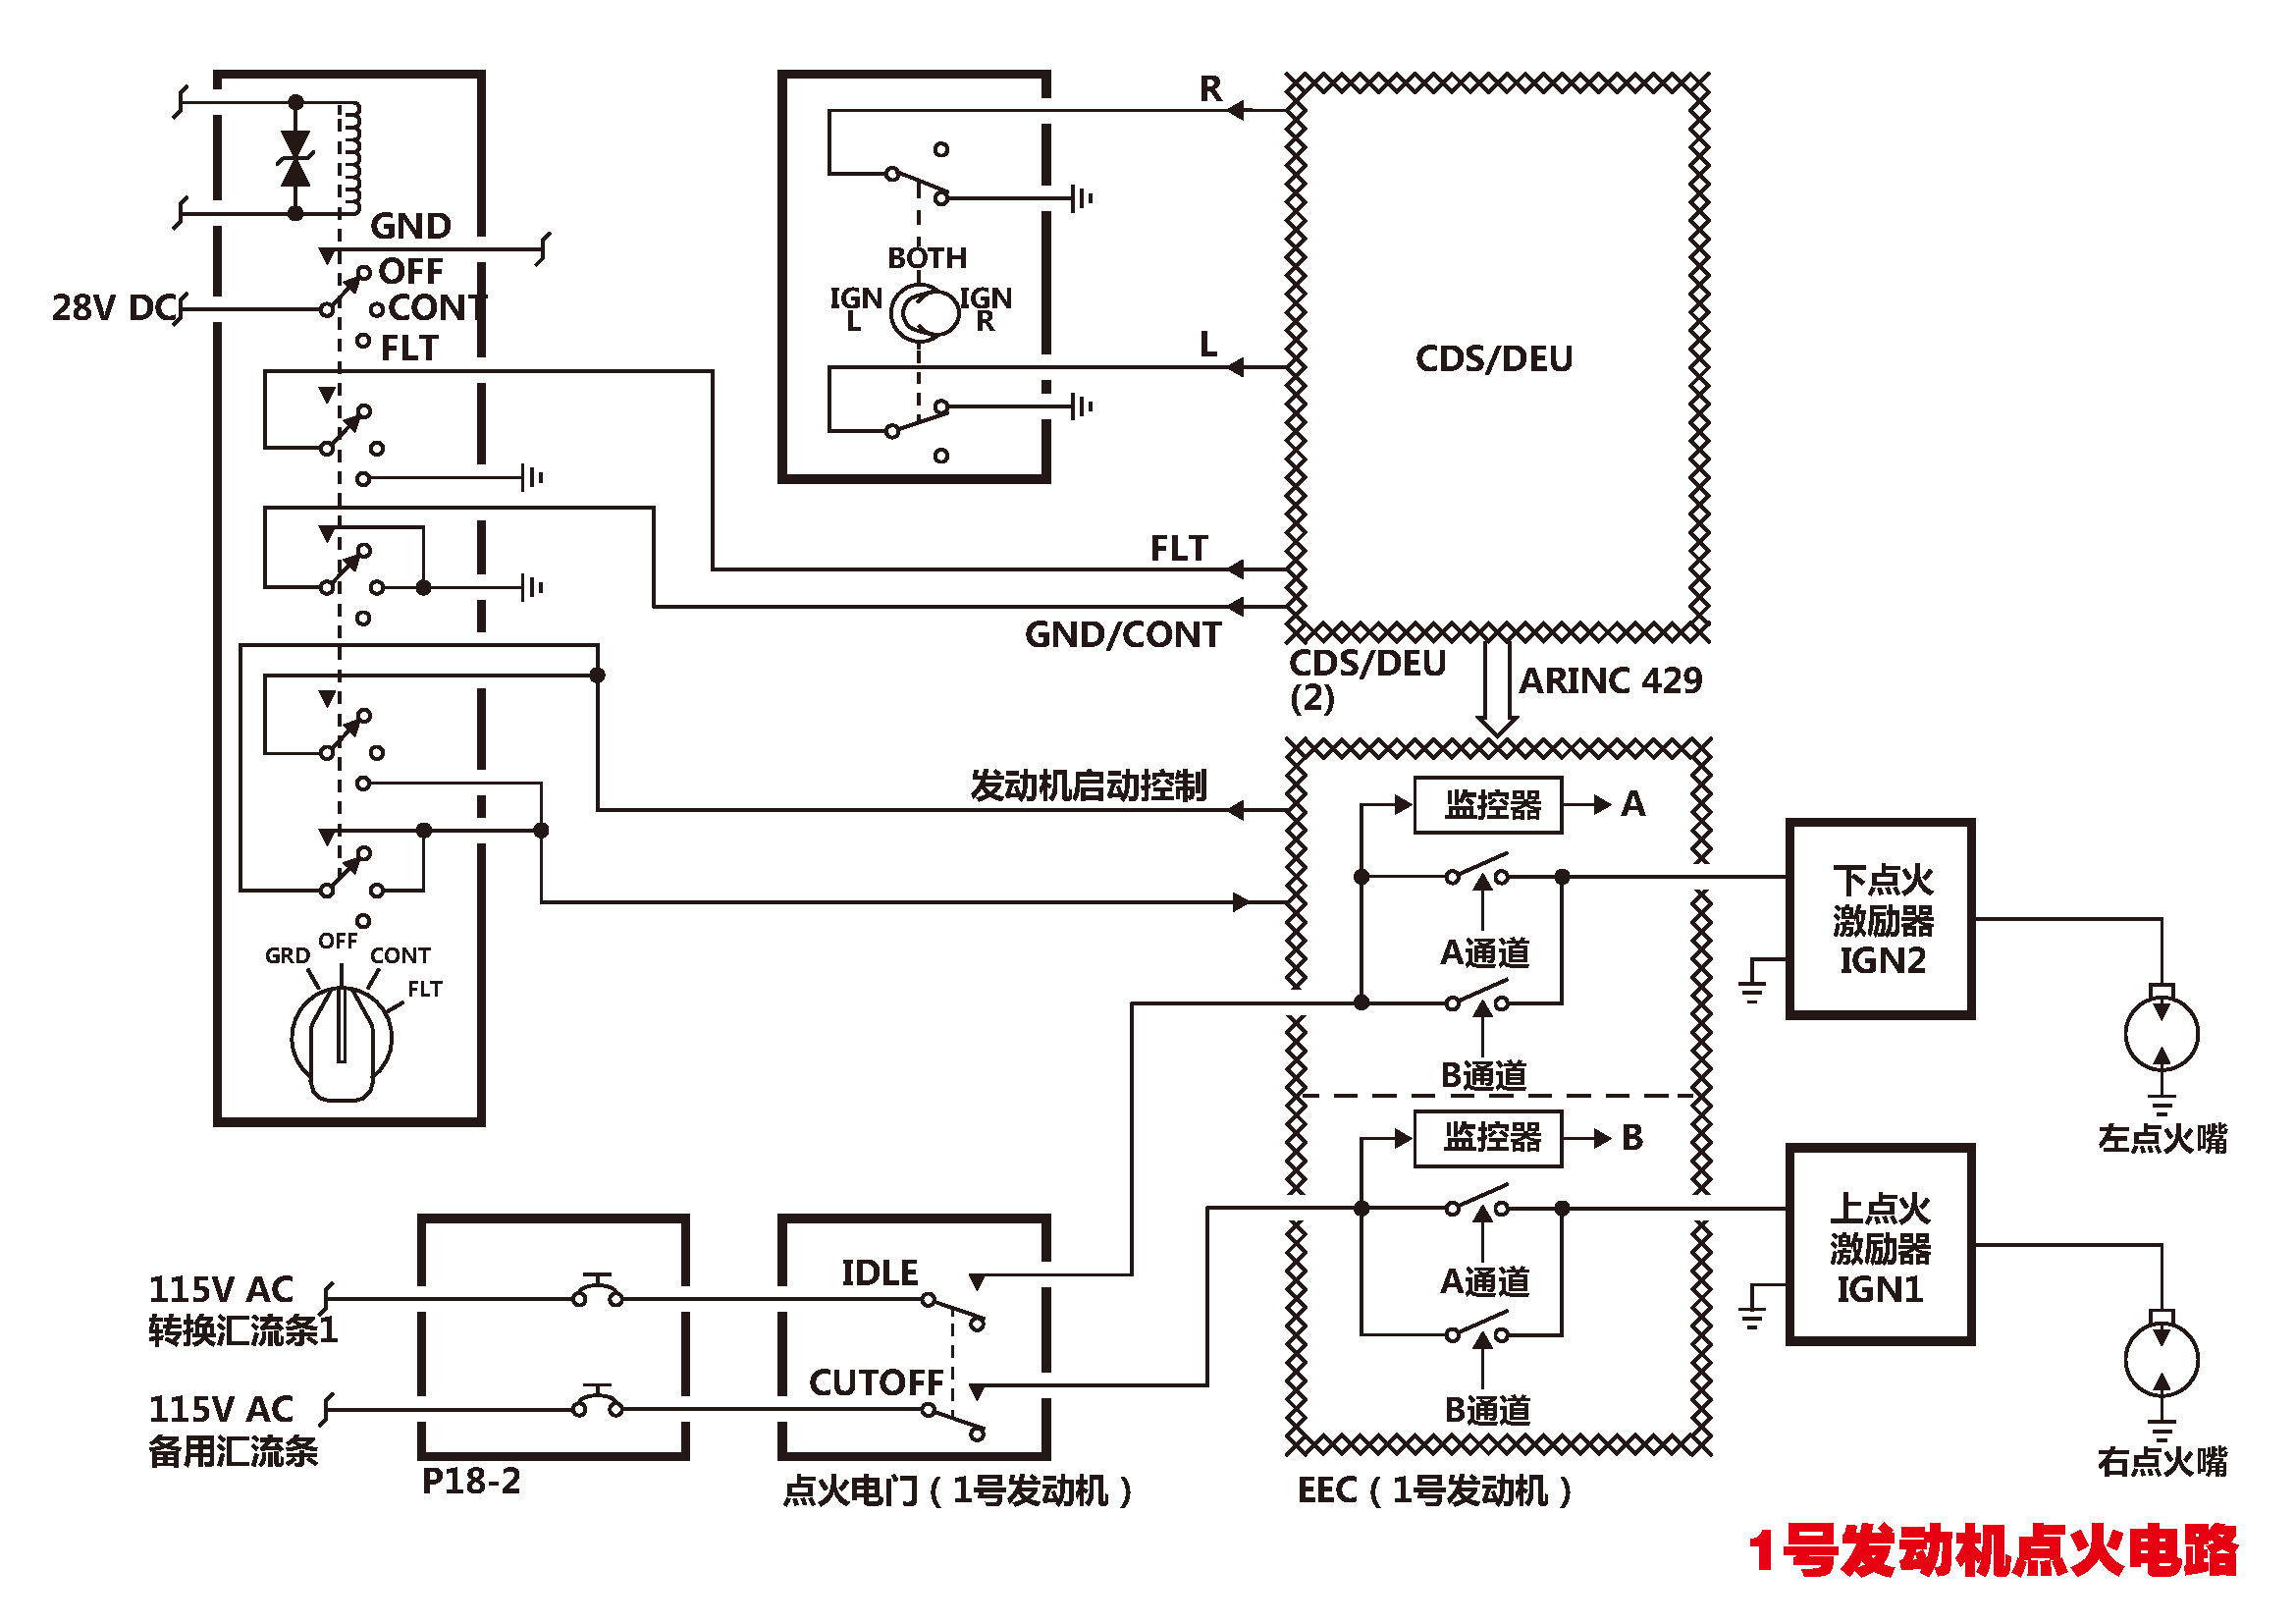 R
GND
OFF
28V DC
CONT
FLT
BOTH
IGN
L
IGN
R
L
CDS/DEU
FLT
GND/CONT
CDS/DEU
(2)
ARINC 429
发动机启动控制
监控器
A
A通道
B通道
下点火
激励器
IGN2
GRD
OFF
CONT
FLT
监控器
B
A通道
B通道
左点火嘴
上点火
激励器
IGN1
右点火嘴
115V AC
转换汇流条1
115V AC
备用汇流条
IDLE
CUTOFF
P18-2
点火电门（1号发动机）
EEC（1号发动机）
1号发动机点火电路